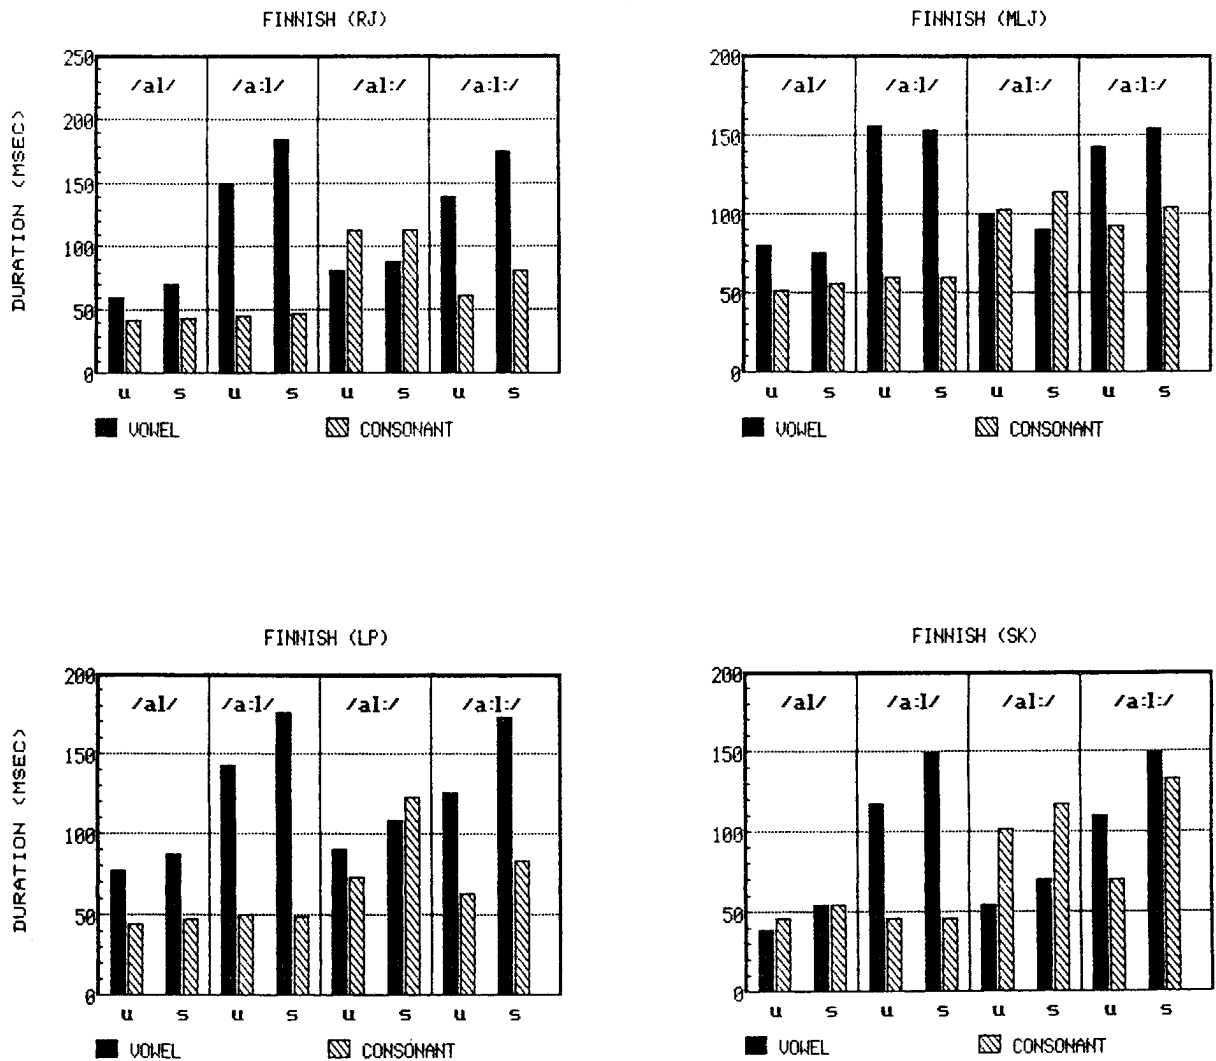 FINNISH (RJ)
DURATION (MSEC)
250
200
150
100
50
0
/al/ /a:l/ /al:/ /a:l:/
u s u s u s u s
VOWEL CONSONANT
FINNISH (MLJ)
200
150
100
50
0
/al/ /a:l/ /al:/ /a:l:/
u s u s u s u s
VOWEL CONSONANT
FINNISH (LP)
DURATION (MSEC)
200
150
100
50
0
/al/ /a:l/ /al:/ /a:l:/
u s u s u s u s
VOWEL CONSONANT
FINNISH (SK)
200
150
100
50
0
/al/ /a:l/ /al:/ /a:l:/
u s u s u s u s
VOWEL CONSONANT